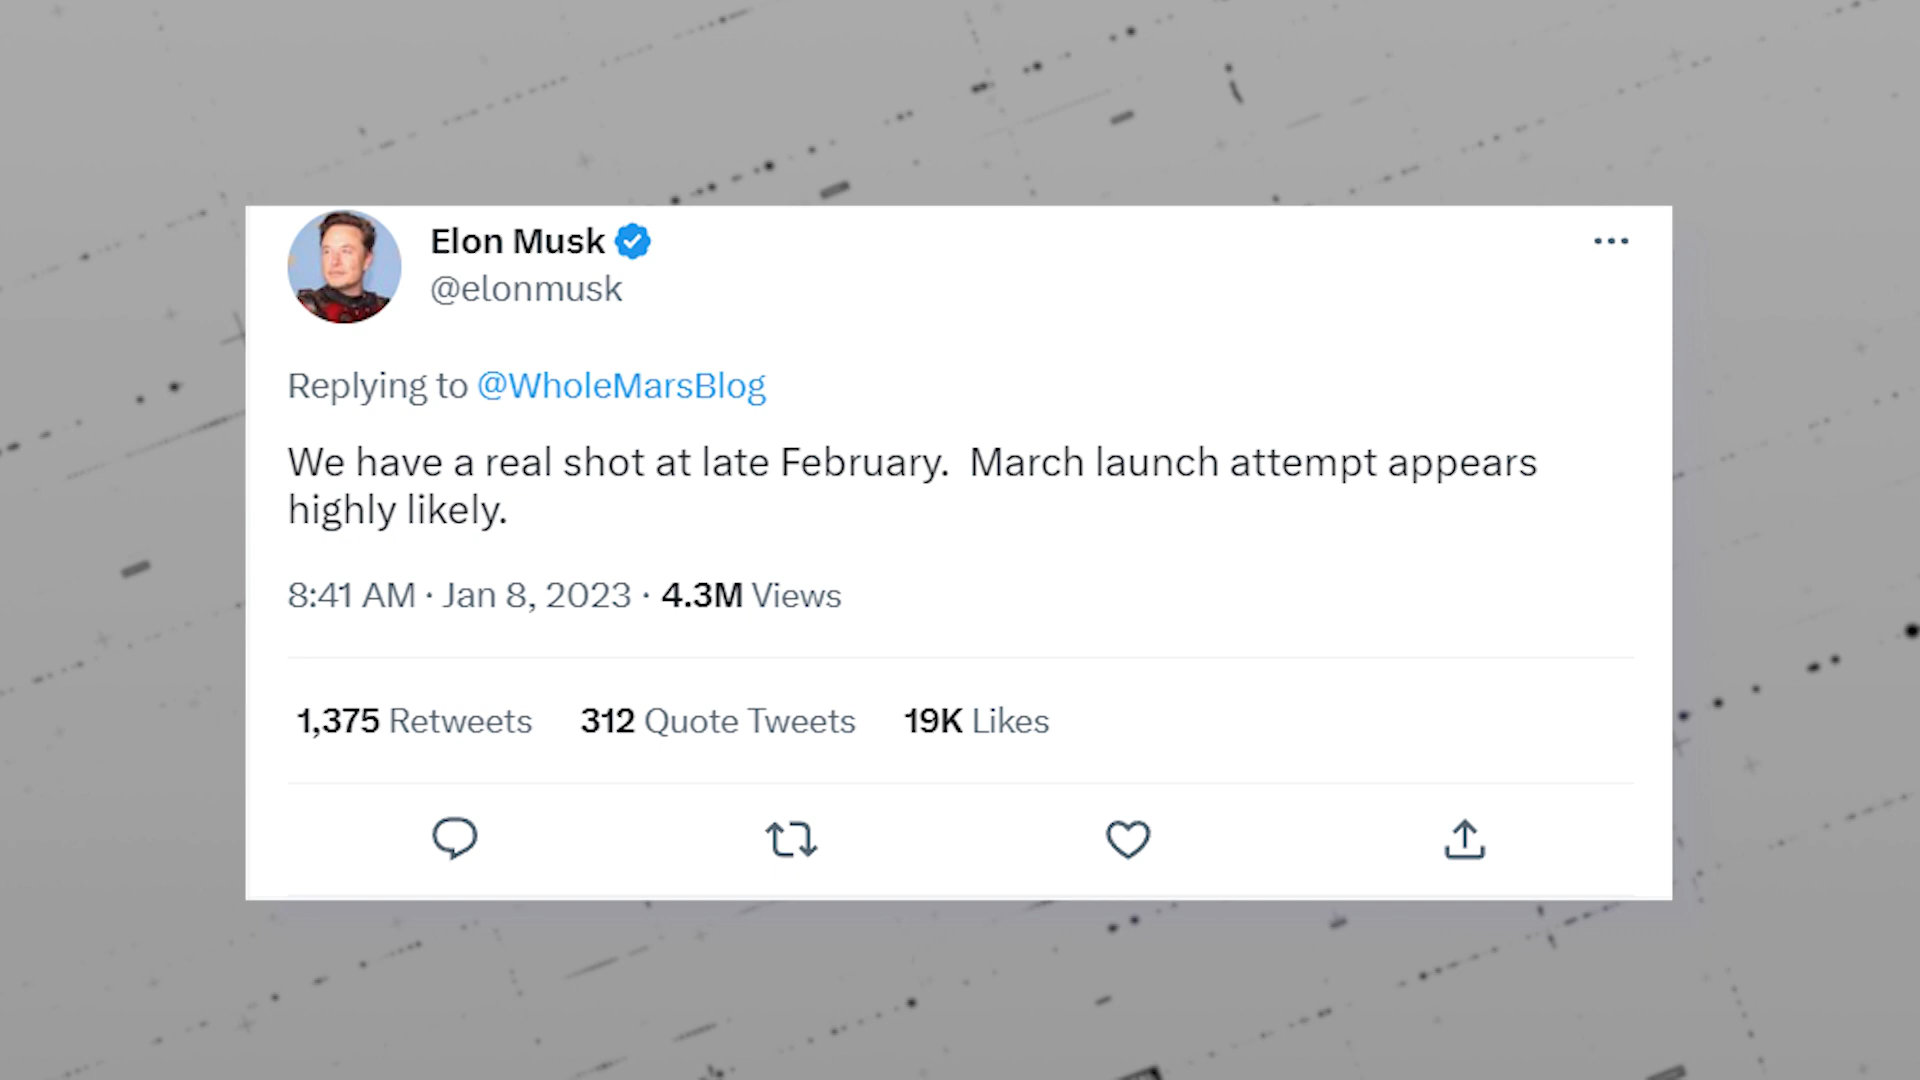 Elon Musk
@elonmusk
Replying to @WholeMarsBlog
We have a real shot at late February.  March launch attempt appears
highly likely.
8:41 AM · Jan 8, 2023 · 4.3M Views
1,375 Retweets 312 Quote Tweets 19K Likes